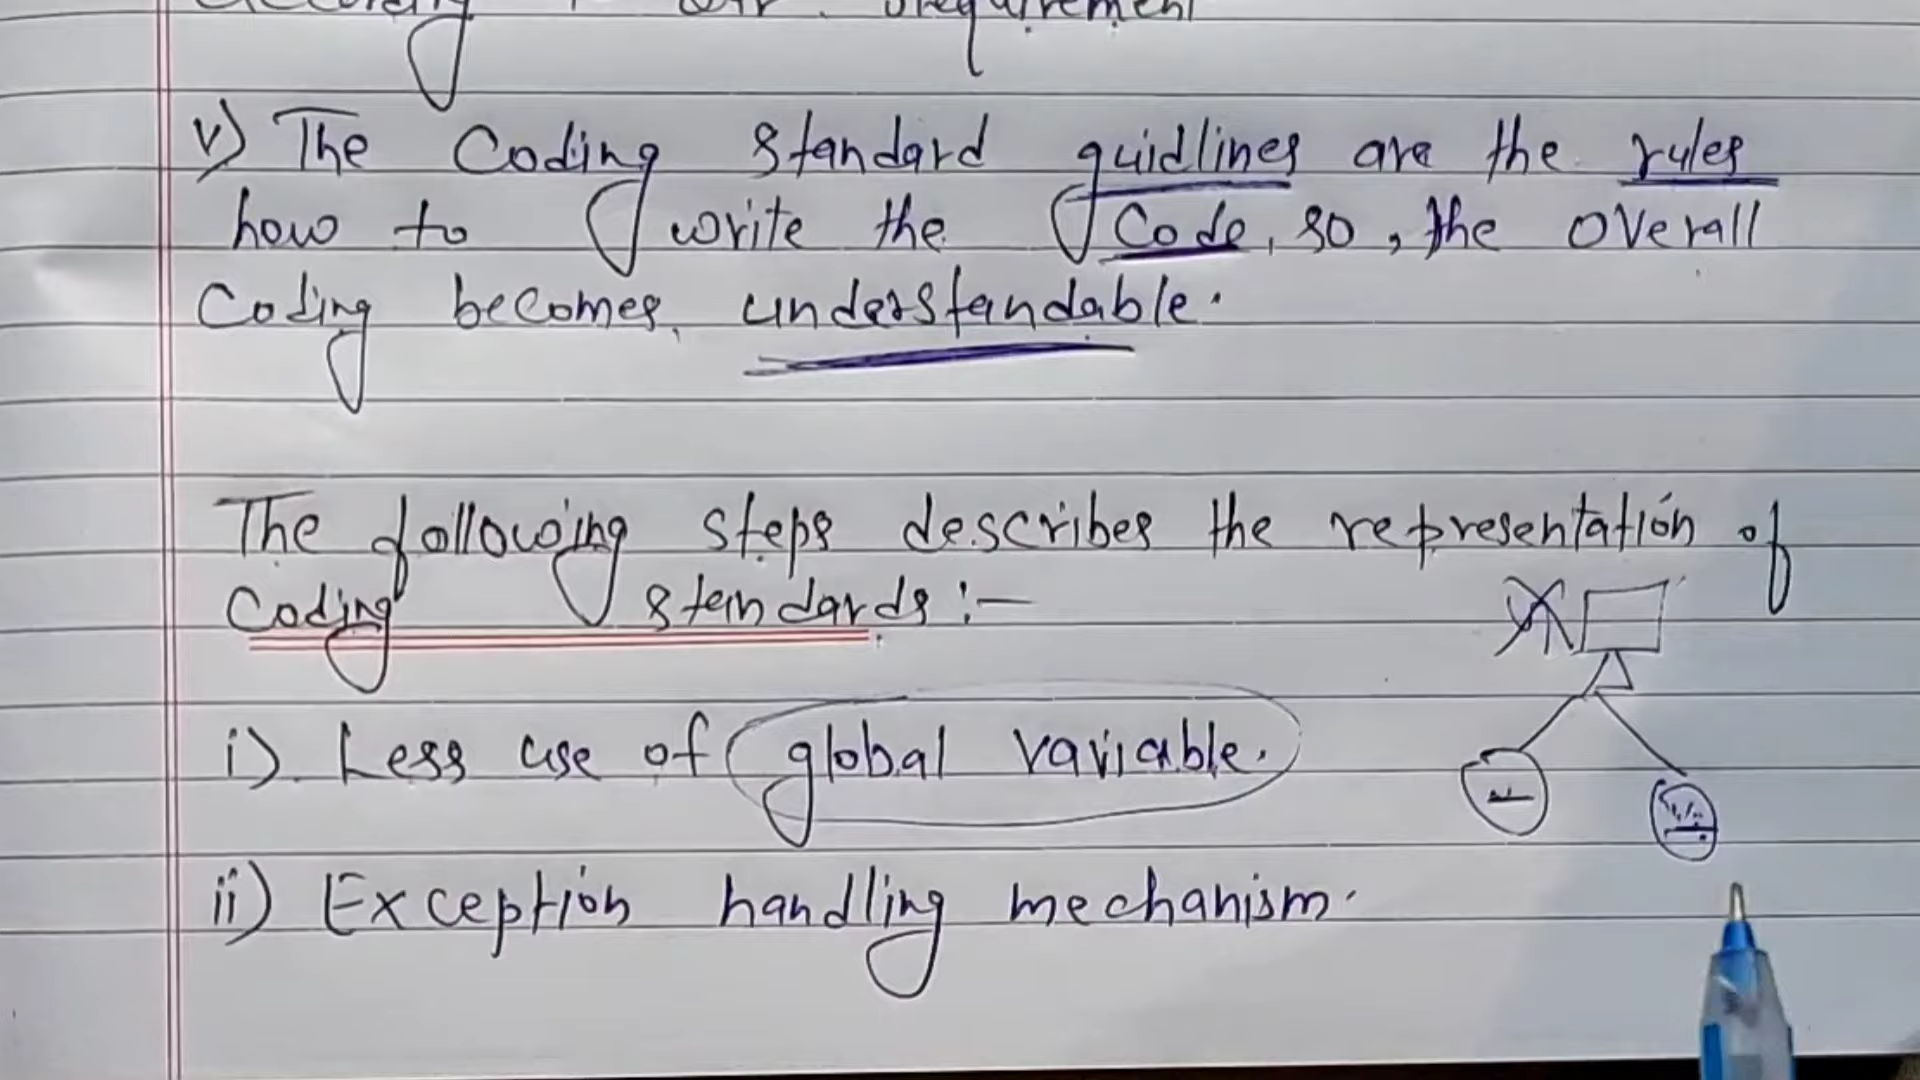 requirement
v) The Coding standard guidlines are the rules
how to write the Code, so, the overall
Coding becomes understandable.
The following steps describes the representation of
Coding standards :-
i). Less use of global variable.
ii) Exception handling mechanism.